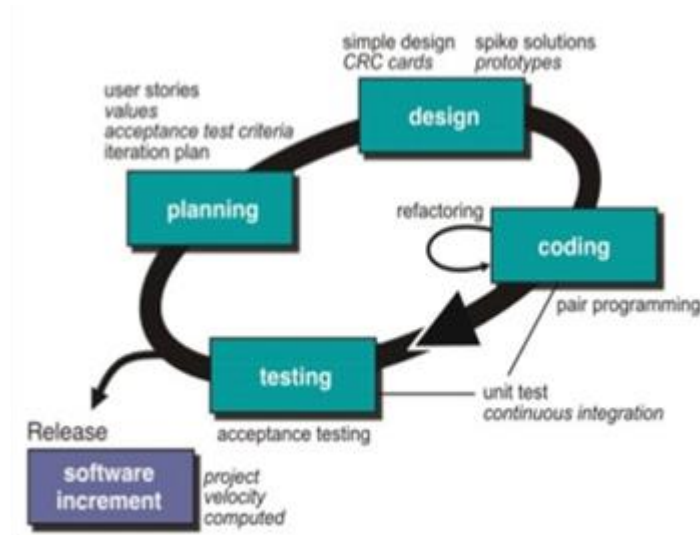 simple design
CRC cards
spike solutions
prototypes
design
user stories
values
acceptance test criteria
iteration plan
planning
refactoring
coding
pair programming
testing
unit test
continuous integration
acceptance testing
Release
software
increment
project
velocity
computed